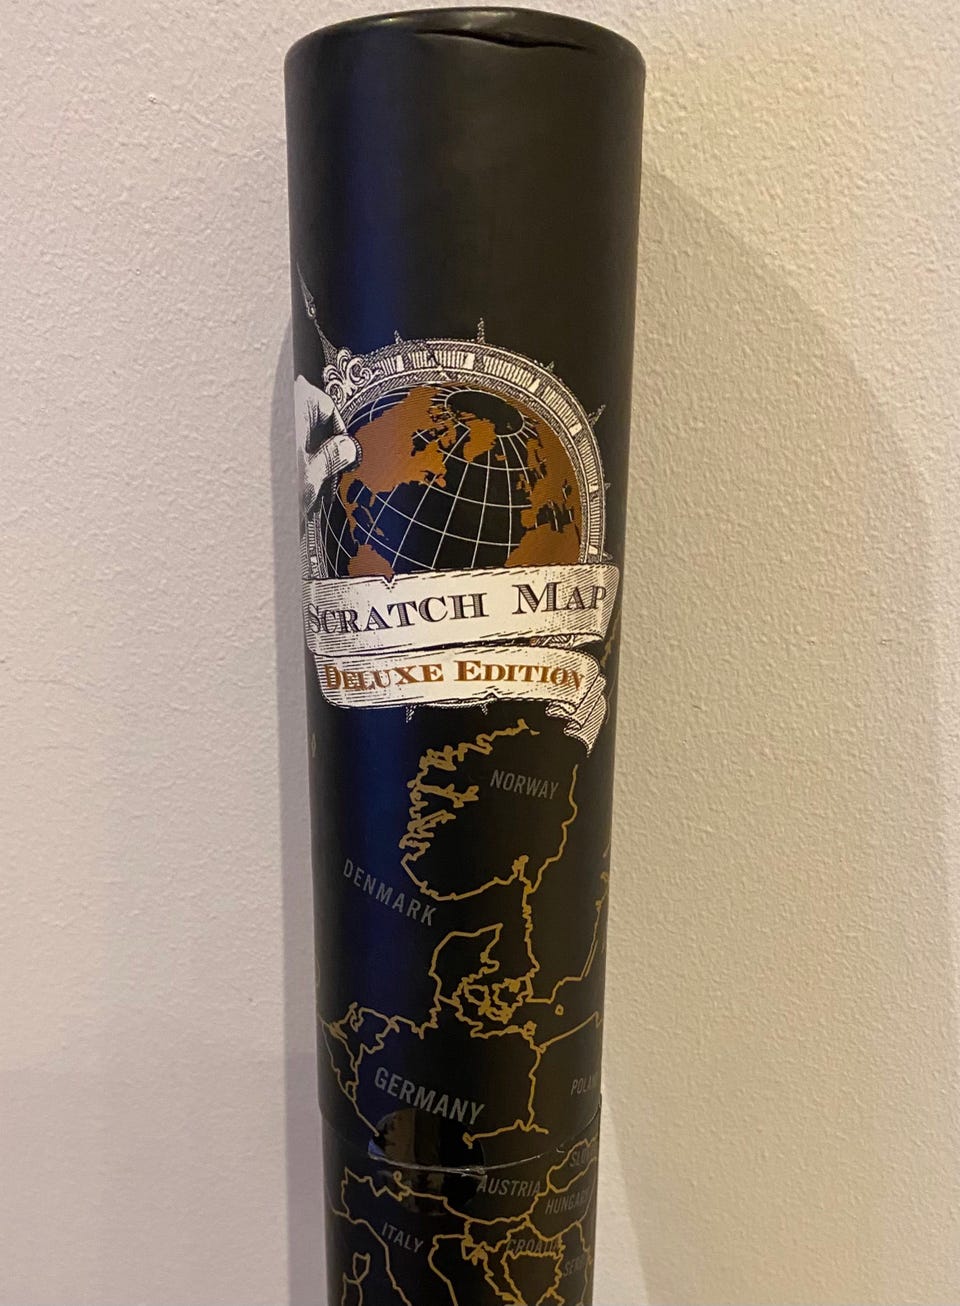 SCRATCH MAP
DELUXE EDITION
NORWAY
DENMARK
GERMANY
AUSTRIA
ITALY